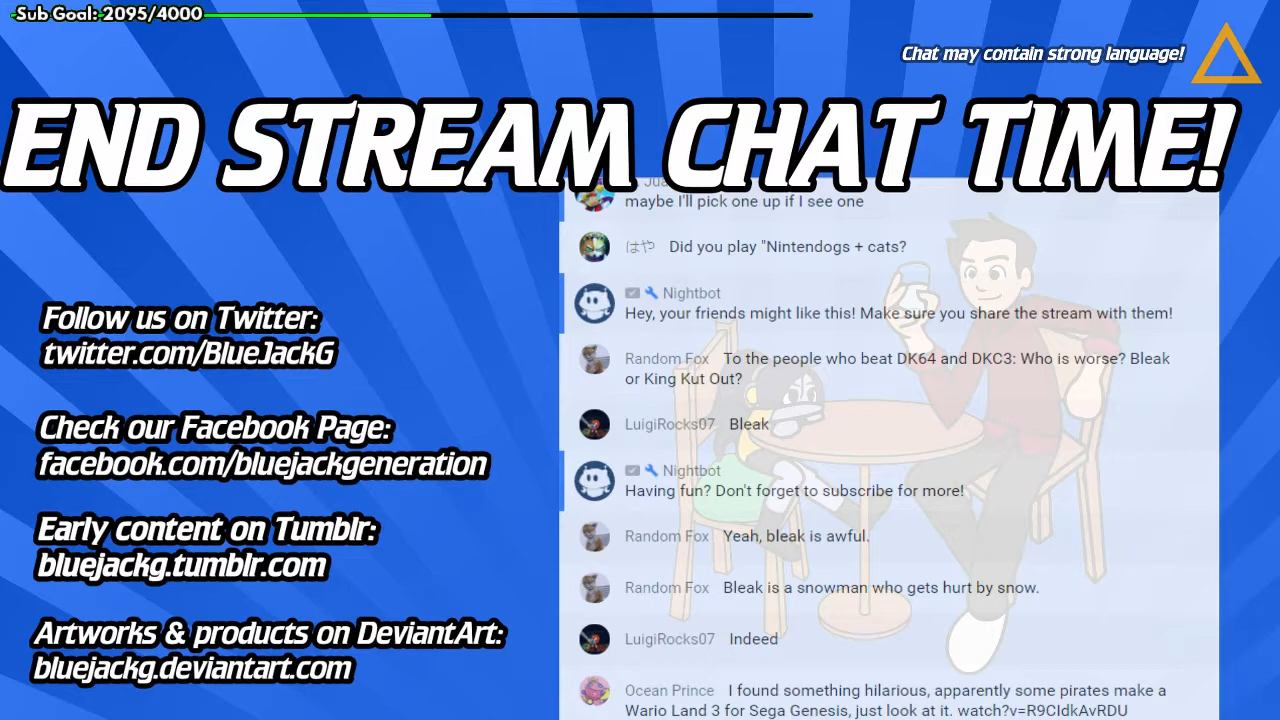 Sub Goal: 2095/4000
Chat may contain strong language!
END STREAM CHAT TIME!
maybe I'll pick one up if I see one
はや Did you play "Nintendogs + cats?
Nightbot
Hey, your friends might like this! Make sure you share the stream with them!
Random Fox To the people who beat DK64 and DKC3: Who is worse? Bleak
or King Kut Out?
LuigiRocks07 Bleak
Nightbot
Having fun? Don't forget to subscribe for more!
Random Fox Yeah, bleak is awful.
Random Fox Bleak is a snowman who gets hurt by snow.
LuigiRocks07 Indeed
Ocean Prince I found something hilarious, apparently some pirates make a
Wario Land 3 for Sega Genesis, just look at it. watch?v=R9CIdkAvRDU
Follow us on Twitter:
twitter.com/BlueJackG
Check our Facebook Page:
facebook.com/bluejackgeneration
Early content on Tumblr:
bluejackg.tumblr.com
Artworks & products on DeviantArt:
bluejackg.deviantart.com